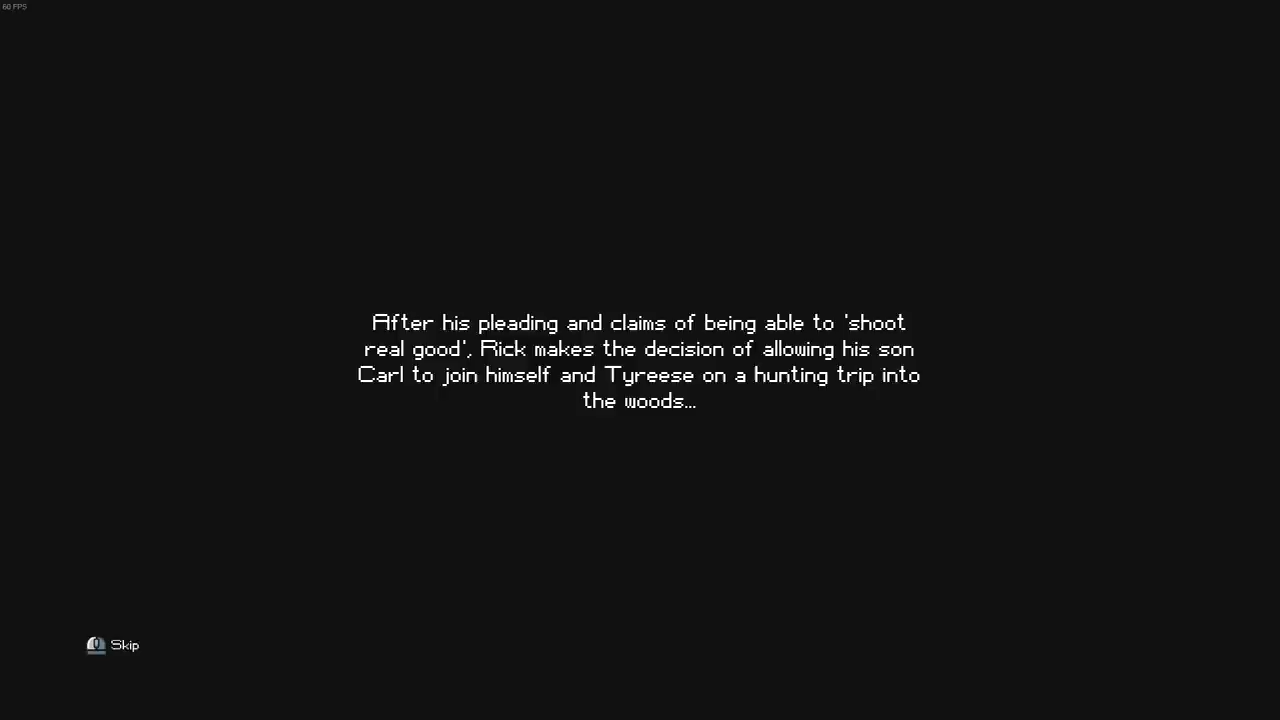 60 FPS
After his pleading and claims of being able to 'shoot
real good', Rick makes the decision of allowing his son
Carl to join himself and Tyreese on a hunting trip into
the woods...
Skip